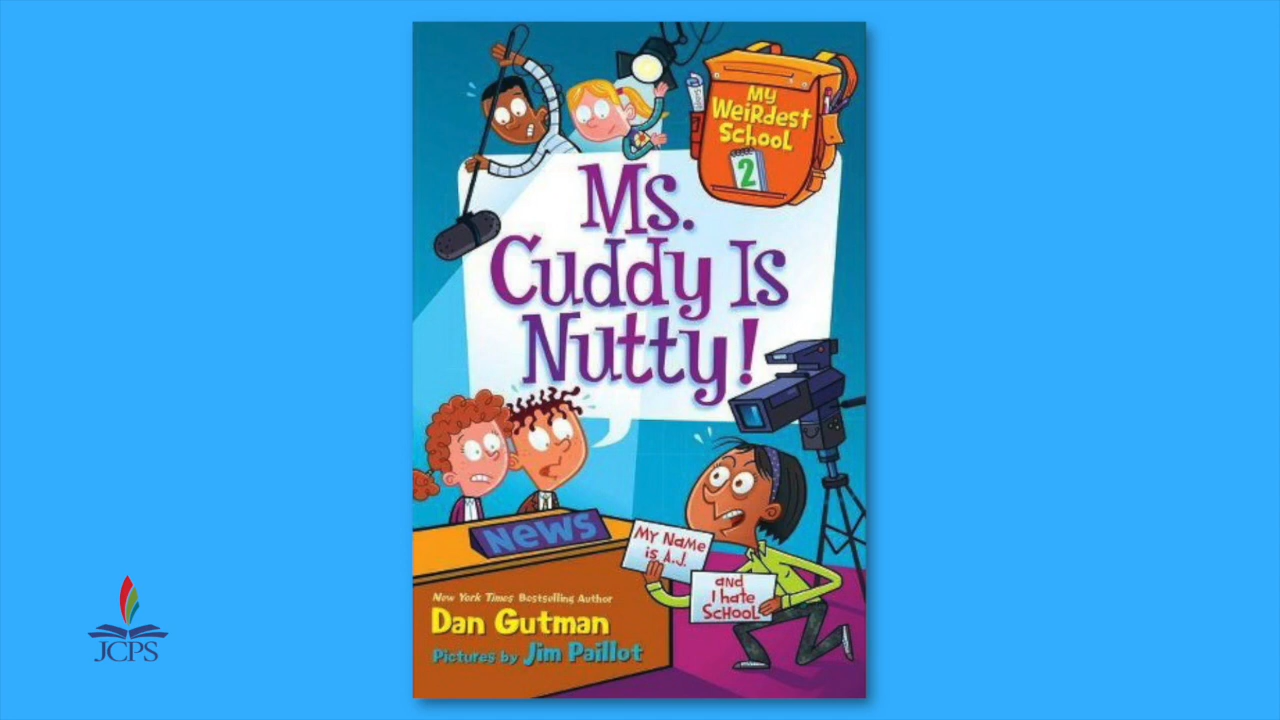 My
Weirdest
School
2
Ms.
Cuddy Is
Nutty!
News
My Name
is A.J.
and
I hate
School
New York Times Bestselling Author
Dan Gutman
Pictures by Jim Paillot
JCPS